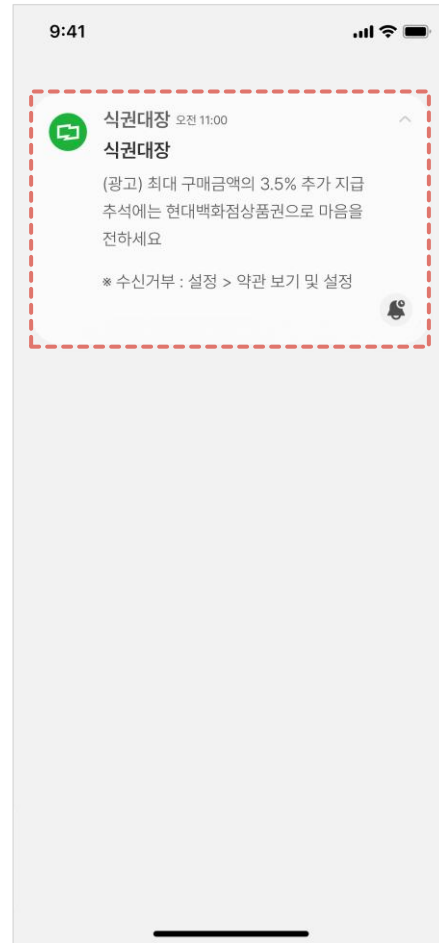 9:41
식권대장 오전 11:00
식권대장
(광고) 최대 구매금액의 3.5% 추가 지급
추석에는 현대백화점상품권으로 마음을
전하세요
※ 수신거부 : 설정 > 약관 보기 및 설정